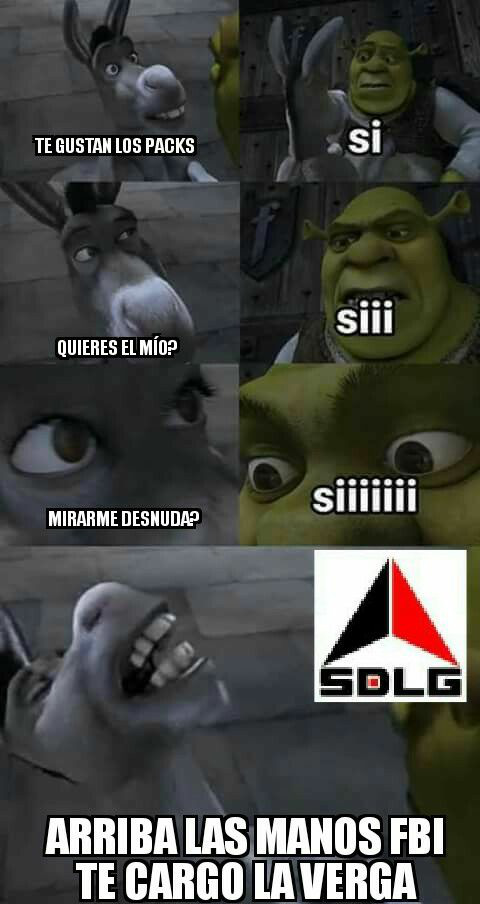 TE GUSTAN LOS PACKS
si
QUIERES EL MÍO?
siii
MIRARME DESNUDA?
siiiiiii
SDLG
ARRIBA LAS MANOS FBI
TE CARGO LA VERGA